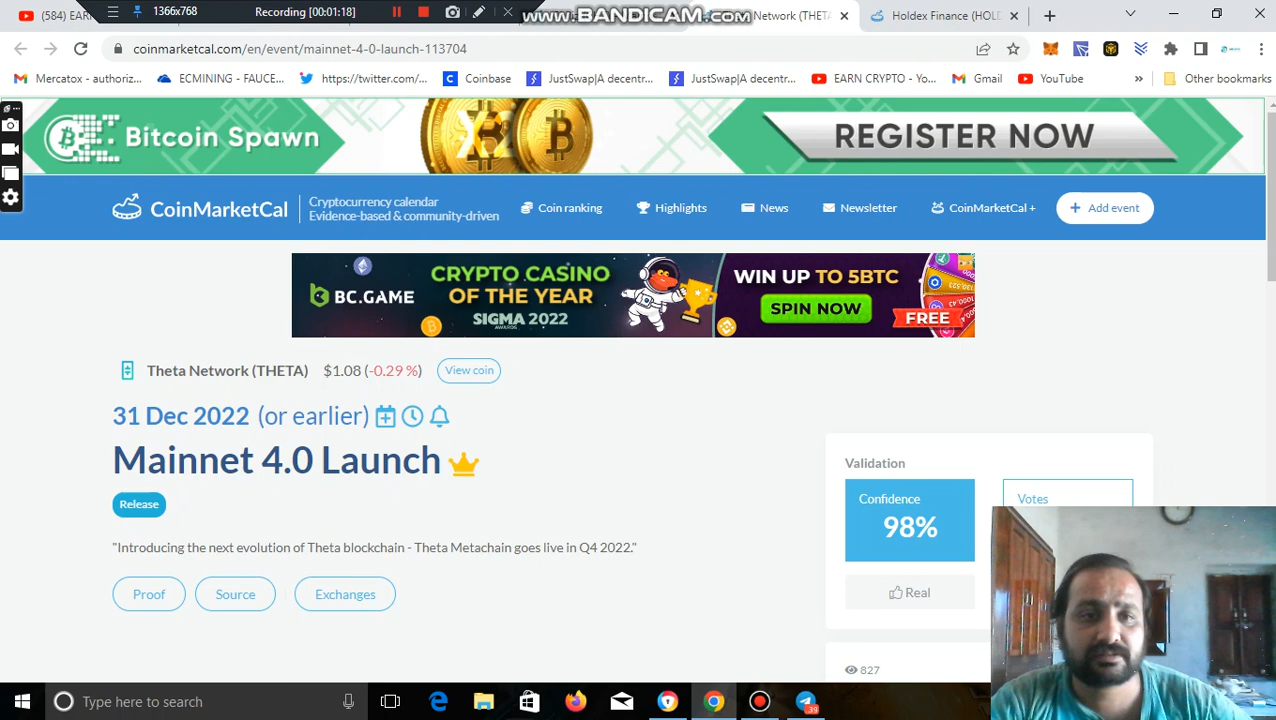 (584) EAR
1366x768
Recording [00:01:18]
www.BANDICAM.com
Network (THETA
Holdex Finance (HOL
coinmarketcal.com/en/event/mainnet-4-0-launch-113704
Mercatox - authoriz...
ECMINING - FAUCE...
https://twitter.com/...
Coinbase
JustSwap|A decentr...
JustSwap|A decentr...
EARN CRYPTO - Yo...
Gmail
YouTube
»
Other bookmarks
Bitcoin Spawn
REGISTER NOW
CoinMarketCal
Cryptocurrency calendar
Evidence-based & community-driven
Coin ranking
Highlights
News
Newsletter
CoinMarketCal +
+ Add event
BC.GAME
CRYPTO CASINO
OF THE YEAR
SIGMA 2022
AWARDS
WIN UP TO 5BTC
SPIN NOW
FREE
Theta Network (THETA)
$1.08 (-0.29 %)
View coin
31 Dec 2022 (or earlier)
Mainnet 4.0 Launch
Release
"Introducing the next evolution of Theta blockchain - Theta Metachain goes live in Q4 2022."
Proof
Source
Exchanges
Validation
Confidence
98%
Votes
Real
827
Type here to search
39